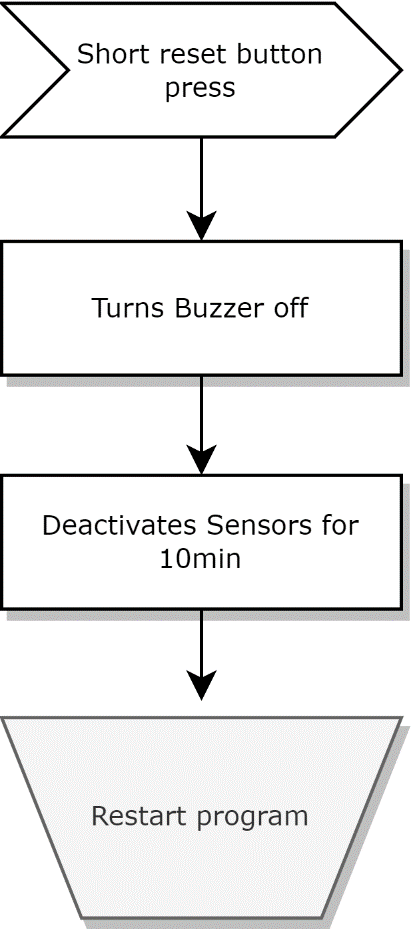 Short reset button
press
Turns Buzzer off
Deactivates Sensors for
10min
Restart program